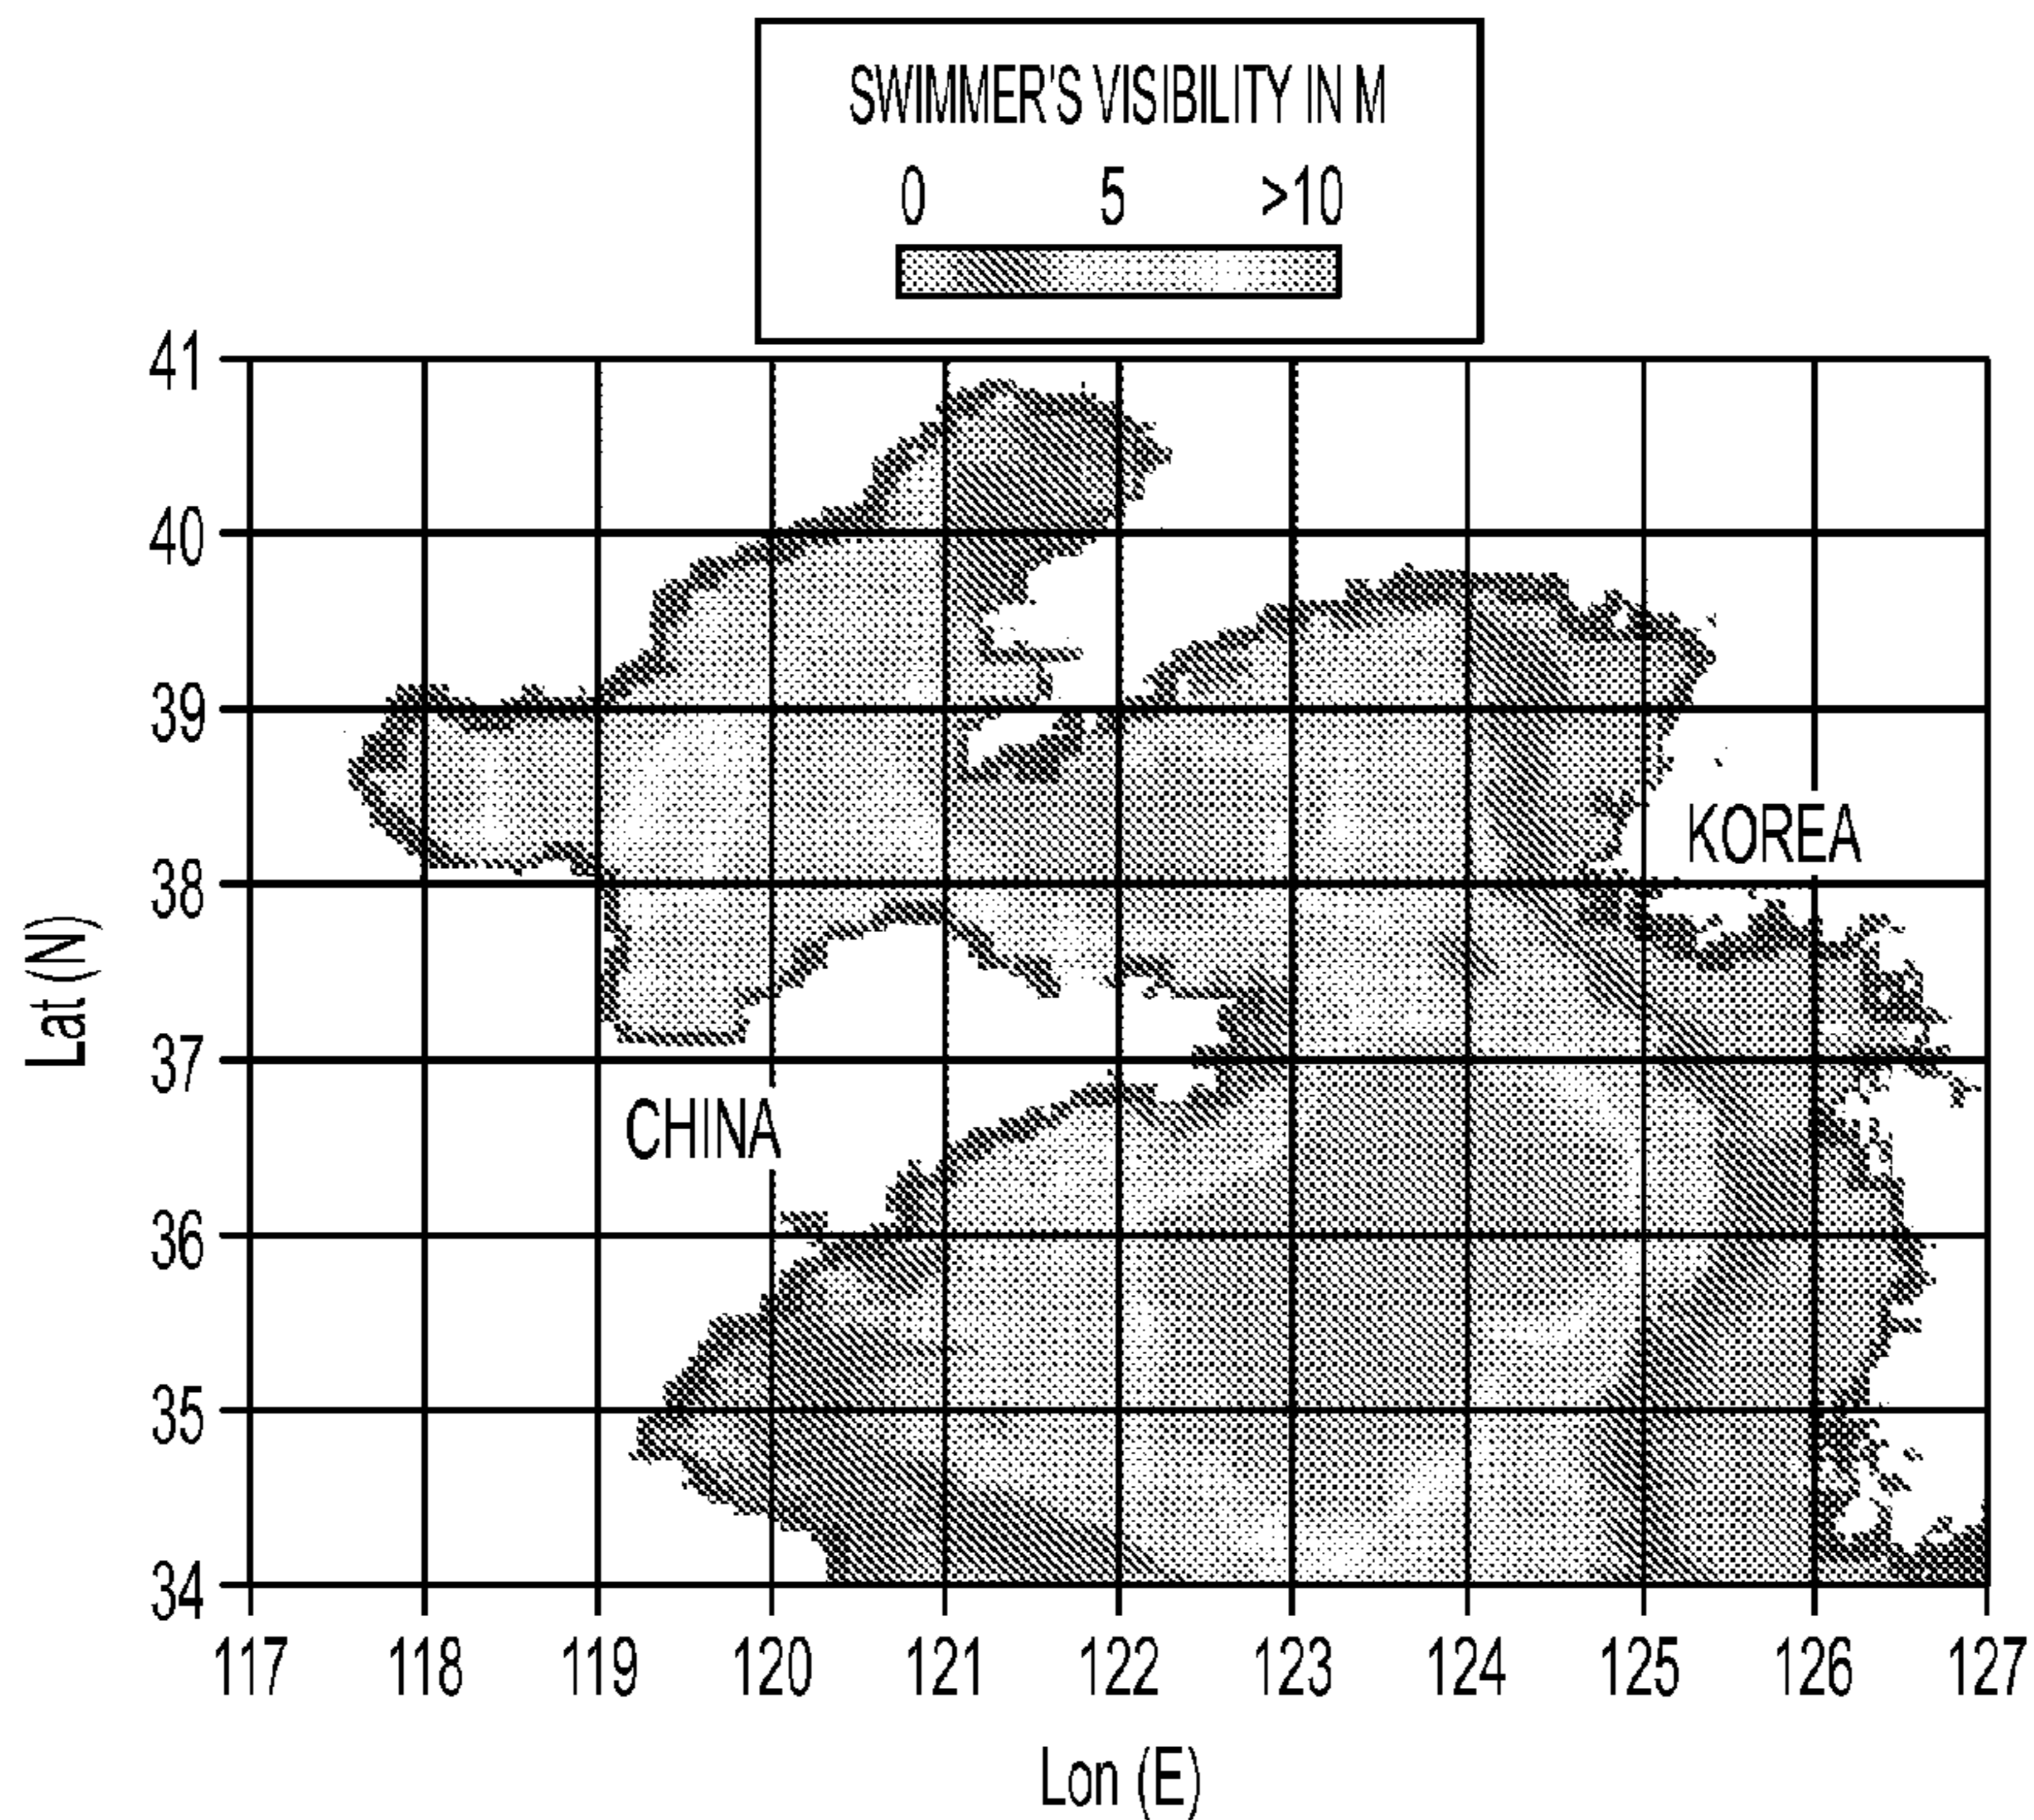 SWIMMER'S VISIBILITY IN M
0 5 >10
41
40
39
38
37
36
35
34
Lat (N)
KOREA
CHINA
117 118 119 120 121 122 123 124 125 126 127
Lon (E)